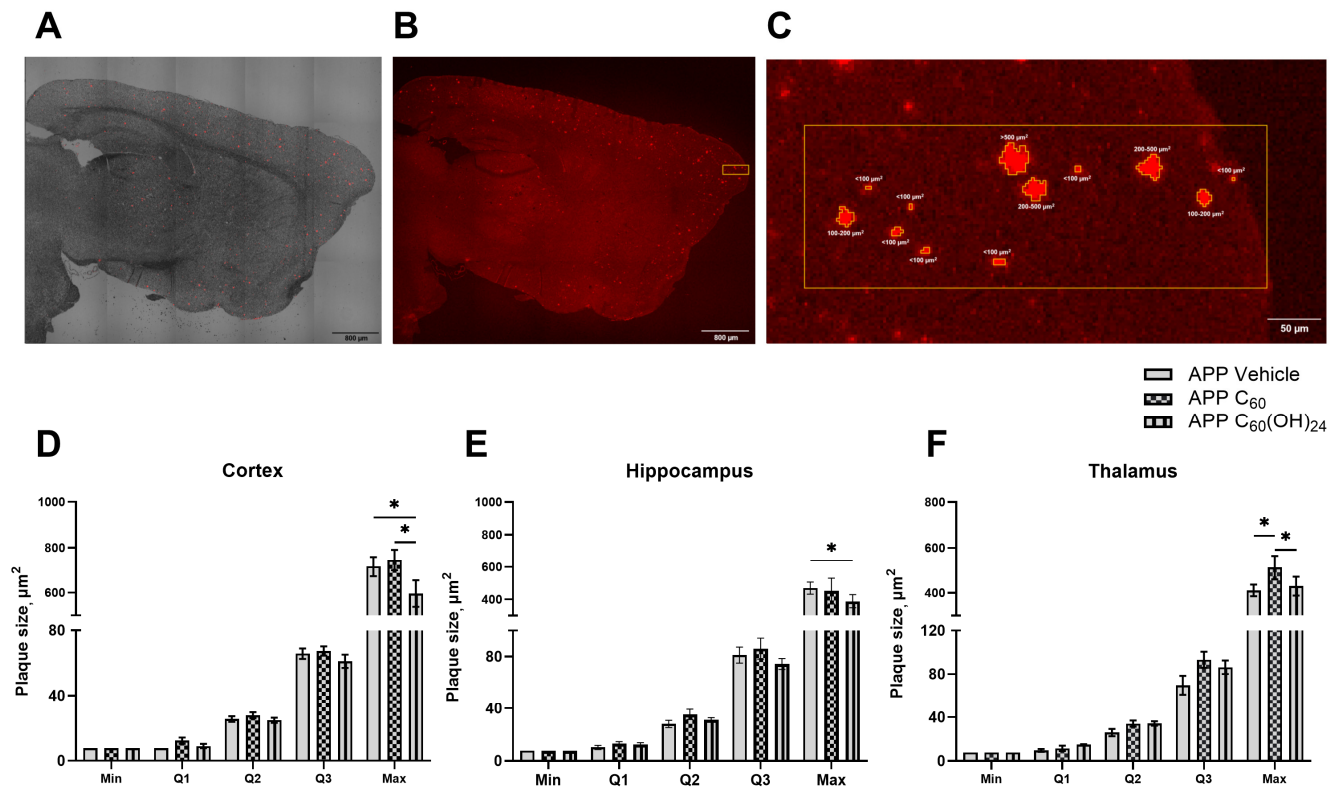 A
B
C
800 µm
800 µm
>500 µm²
200-500 µm²
<100 µm²
<100 µm²
<100 µm²
<100 µm²
200-500 µm²
100-200 µm²
100-200 µm²
<100 µm²
<100 µm²
<100 µm²
50 µm
APP Vehicle
APP C₆₀
APP C₆₀(OH)₂₄
D
Cortex
Plaque size, µm²
1000
800
600
80
40
0
*
*
Min Q1 Q2 Q3 Max
E
Hippocampus
Plaque size, µm²
1000
800
600
400
80
40
0
*
Min Q1 Q2 Q3 Max
F
Thalamus
Plaque size, µm²
800
600
400
120
80
40
0
* *
Min Q1 Q2 Q3 Max